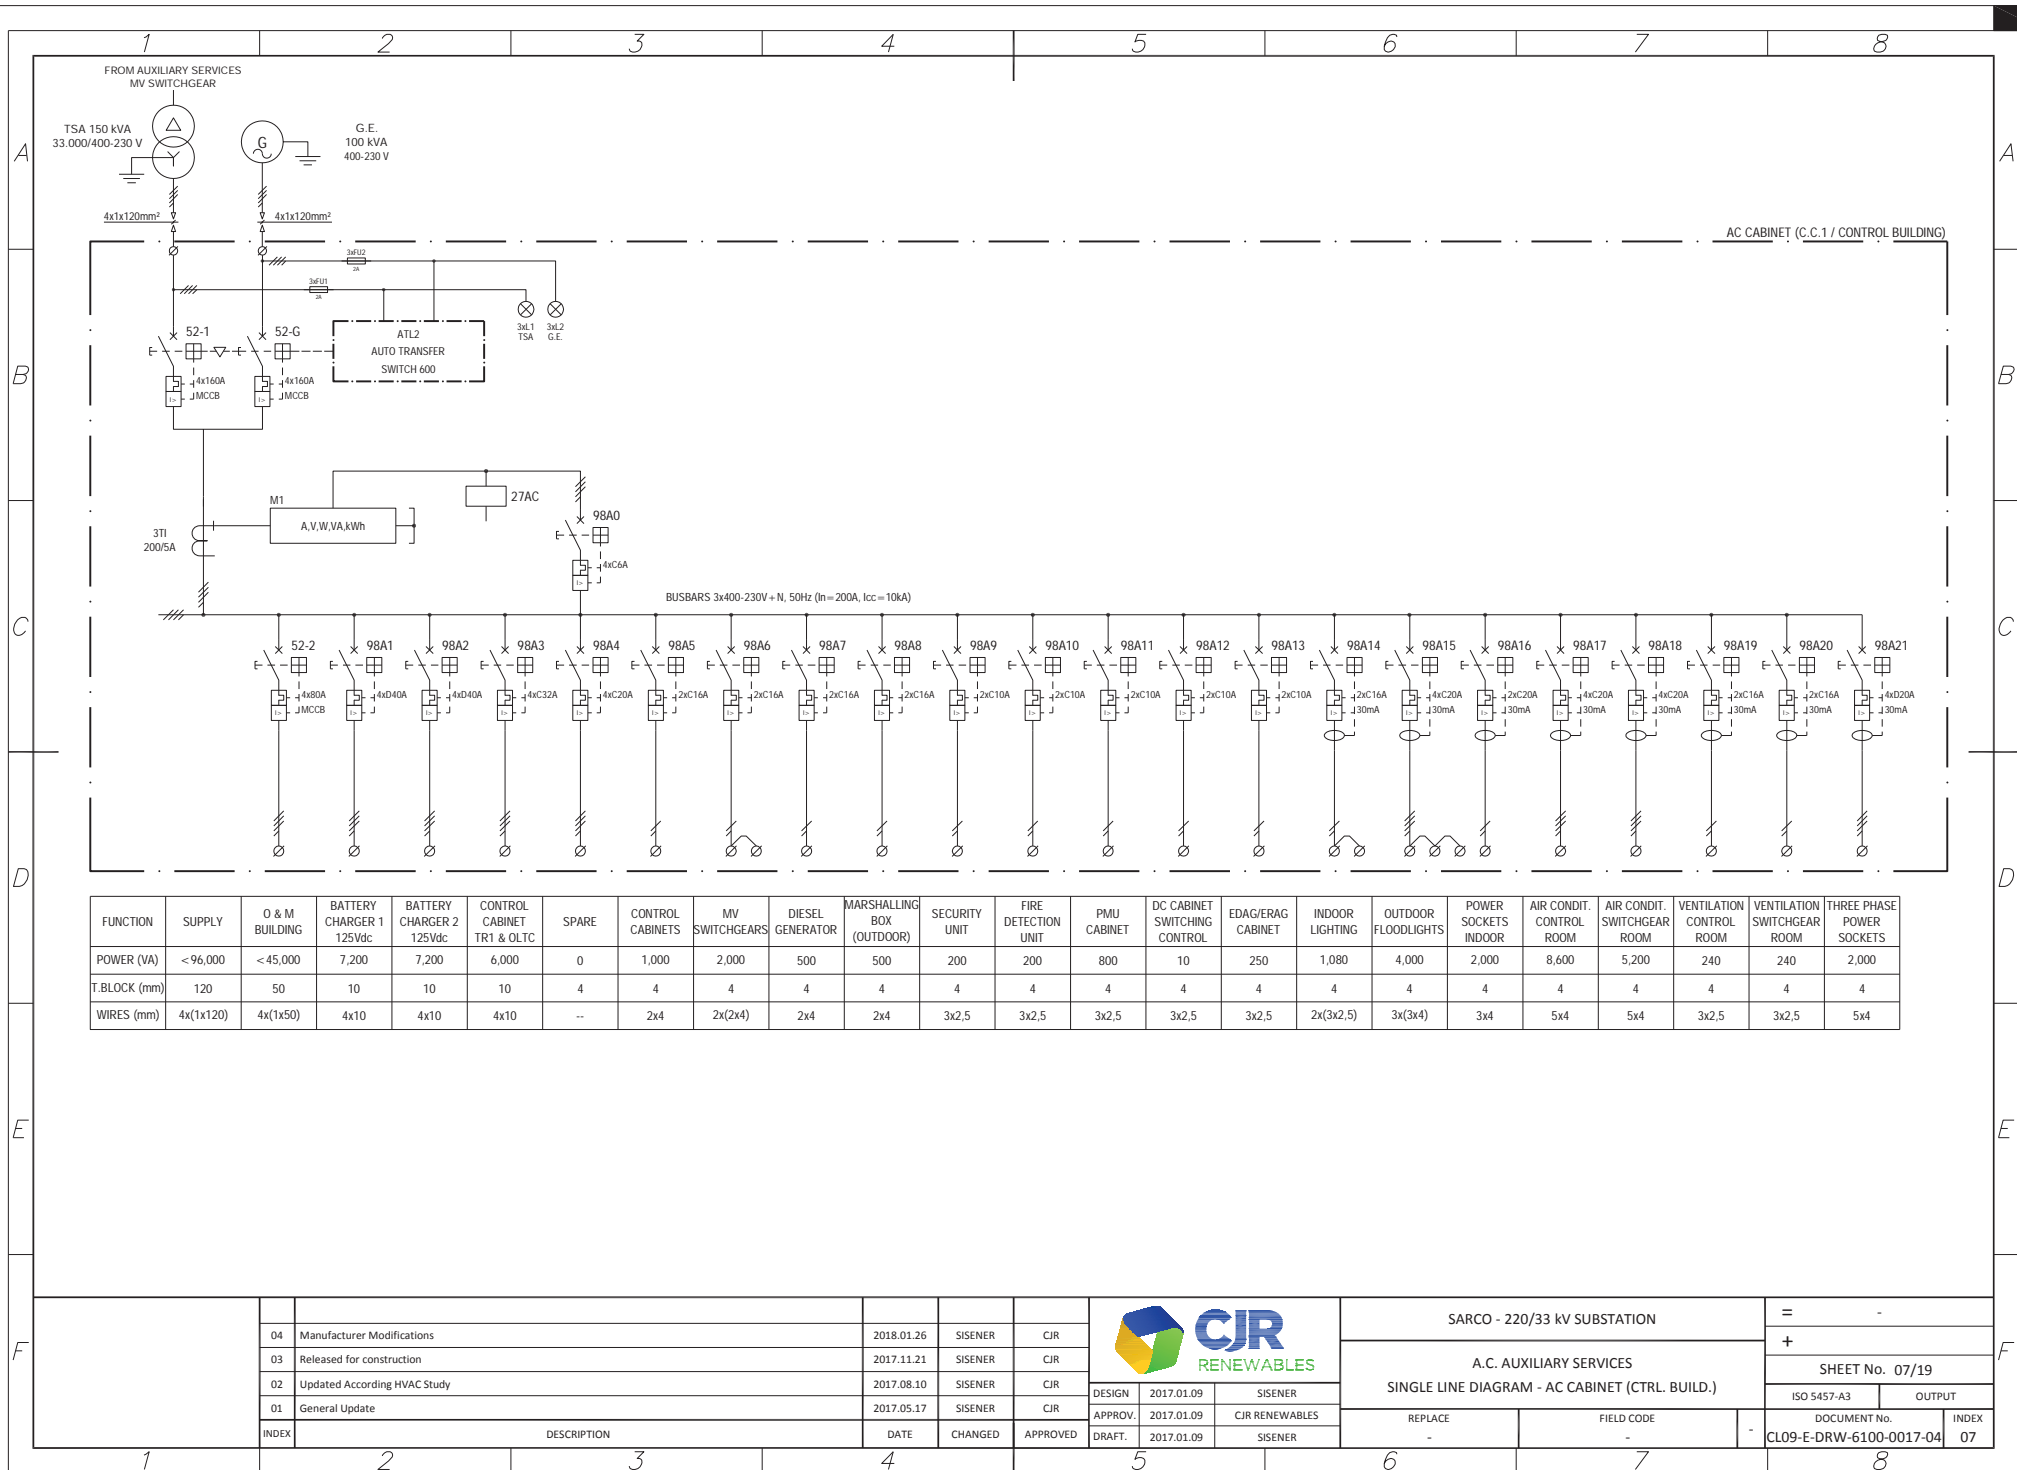 1 2 3 4 5 6 7 8
FROM AUXILIARY SERVICES
MV SWITCHGEAR
TSA 150 kVA
33.000/400-230 V
G
G.E.
100 kVA
400-230 V
A
A
4x1x120mm²
4x1x120mm²
AC CABINET (C.C.1 / CONTROL BUILDING)
3xFU2
2A
3xFU1
2A
3xL1
TSA
3xL2
G.E.
52-1
52-G
ATL2
AUTO TRANSFER
SWITCH 600
B
B
4x160A
MCCB
4x160A
MCCB
I>
I>
M1
A,V,W,VA,kWh
27AC
98A0
3TI
200/5A
4xC6A
I>
BUSBARS 3x400-230V+N, 50Hz (In=200A, Icc=10kA)
C
C
52-2 98A1 98A2 98A3 98A4 98A5 98A6 98A7 98A8 98A9 98A10 98A11 98A12 98A13 98A14 98A15 98A16 98A17 98A18 98A19 98A20 98A21
4x80A 4xD40A 4xD40A 4xC32A 4xC20A 2xC16A 2xC16A 2xC16A 2xC16A 2xC10A 2xC10A 2xC10A 2xC10A 2xC10A 2xC16A 4xC20A 2xC20A 4xC20A 4xC20A 2xC16A 2xC16A 4xD20A
MCCB 30mA 30mA 30mA 30mA 30mA 30mA 30mA 30mA
I> I> I> I> I> I> I> I> I> I> I> I> I> I> I> I> I> I> I> I> I> I>
D
D
FUNCTION
SUPPLY
O & M
BUILDING
BATTERY
CHARGER 1
125Vdc
BATTERY
CHARGER 2
125Vdc
CONTROL
CABINET
TR1 & OLTC
SPARE
CONTROL
CABINETS
MV
SWITCHGEARS
DIESEL
GENERATOR
MARSHALLING
BOX
(OUTDOOR)
SECURITY
UNIT
FIRE
DETECTION
UNIT
PMU
CABINET
DC CABINET
SWITCHING
CONTROL
EDAG/ERAG
CABINET
INDOOR
LIGHTING
OUTDOOR
FLOODLIGHTS
POWER
SOCKETS
INDOOR
AIR CONDIT.
CONTROL
ROOM
AIR CONDIT.
SWITCHGEAR
ROOM
VENTILATION
CONTROL
ROOM
VENTILATION
SWITCHGEAR
ROOM
THREE PHASE
POWER
SOCKETS
POWER (VA) <96,000 <45,000 7,200 7,200 6,000 0 1,000 2,000 500 500 200 200 800 10 250 1,080 4,000 2,000 8,600 5,200 240 240 2,000
T.BLOCK (mm) 120 50 10 10 10 4 4 4 4 4 4 4 4 4 4 4 4 4 4 4 4 4 4
WIRES (mm) 4x(1x120) 4x(1x50) 4x10 4x10 4x10 -- 2x4 2x(2x4) 2x4 2x4 3x2,5 3x2,5 3x2,5 3x2,5 3x2,5 2x(3x2,5) 3x(3x4) 3x4 5x4 5x4 3x2,5 3x2,5 5x4
E
E
F
F
04 Manufacturer Modifications 2018.01.26 SISENER CJR
03 Released for construction 2017.11.21 SISENER CJR
02 Updated According HVAC Study 2017.08.10 SISENER CJR
01 General Update 2017.05.17 SISENER CJR
INDEX DESCRIPTION DATE CHANGED APPROVED
CJR
RENEWABLES
DESIGN 2017.01.09 SISENER
APPROV. 2017.01.09 CJR RENEWABLES
DRAFT. 2017.01.09 SISENER
SARCO - 220/33 kV SUBSTATION
A.C. AUXILIARY SERVICES
SINGLE LINE DIAGRAM - AC CABINET (CTRL. BUILD.)
REPLACE
-
FIELD CODE
-
-
= -
+
SHEET No. 07/19
ISO 5457-A3 OUTPUT
DOCUMENT No. INDEX
CL09-E-DRW-6100-0017-04 07
1 2 3 4 5 6 7 8